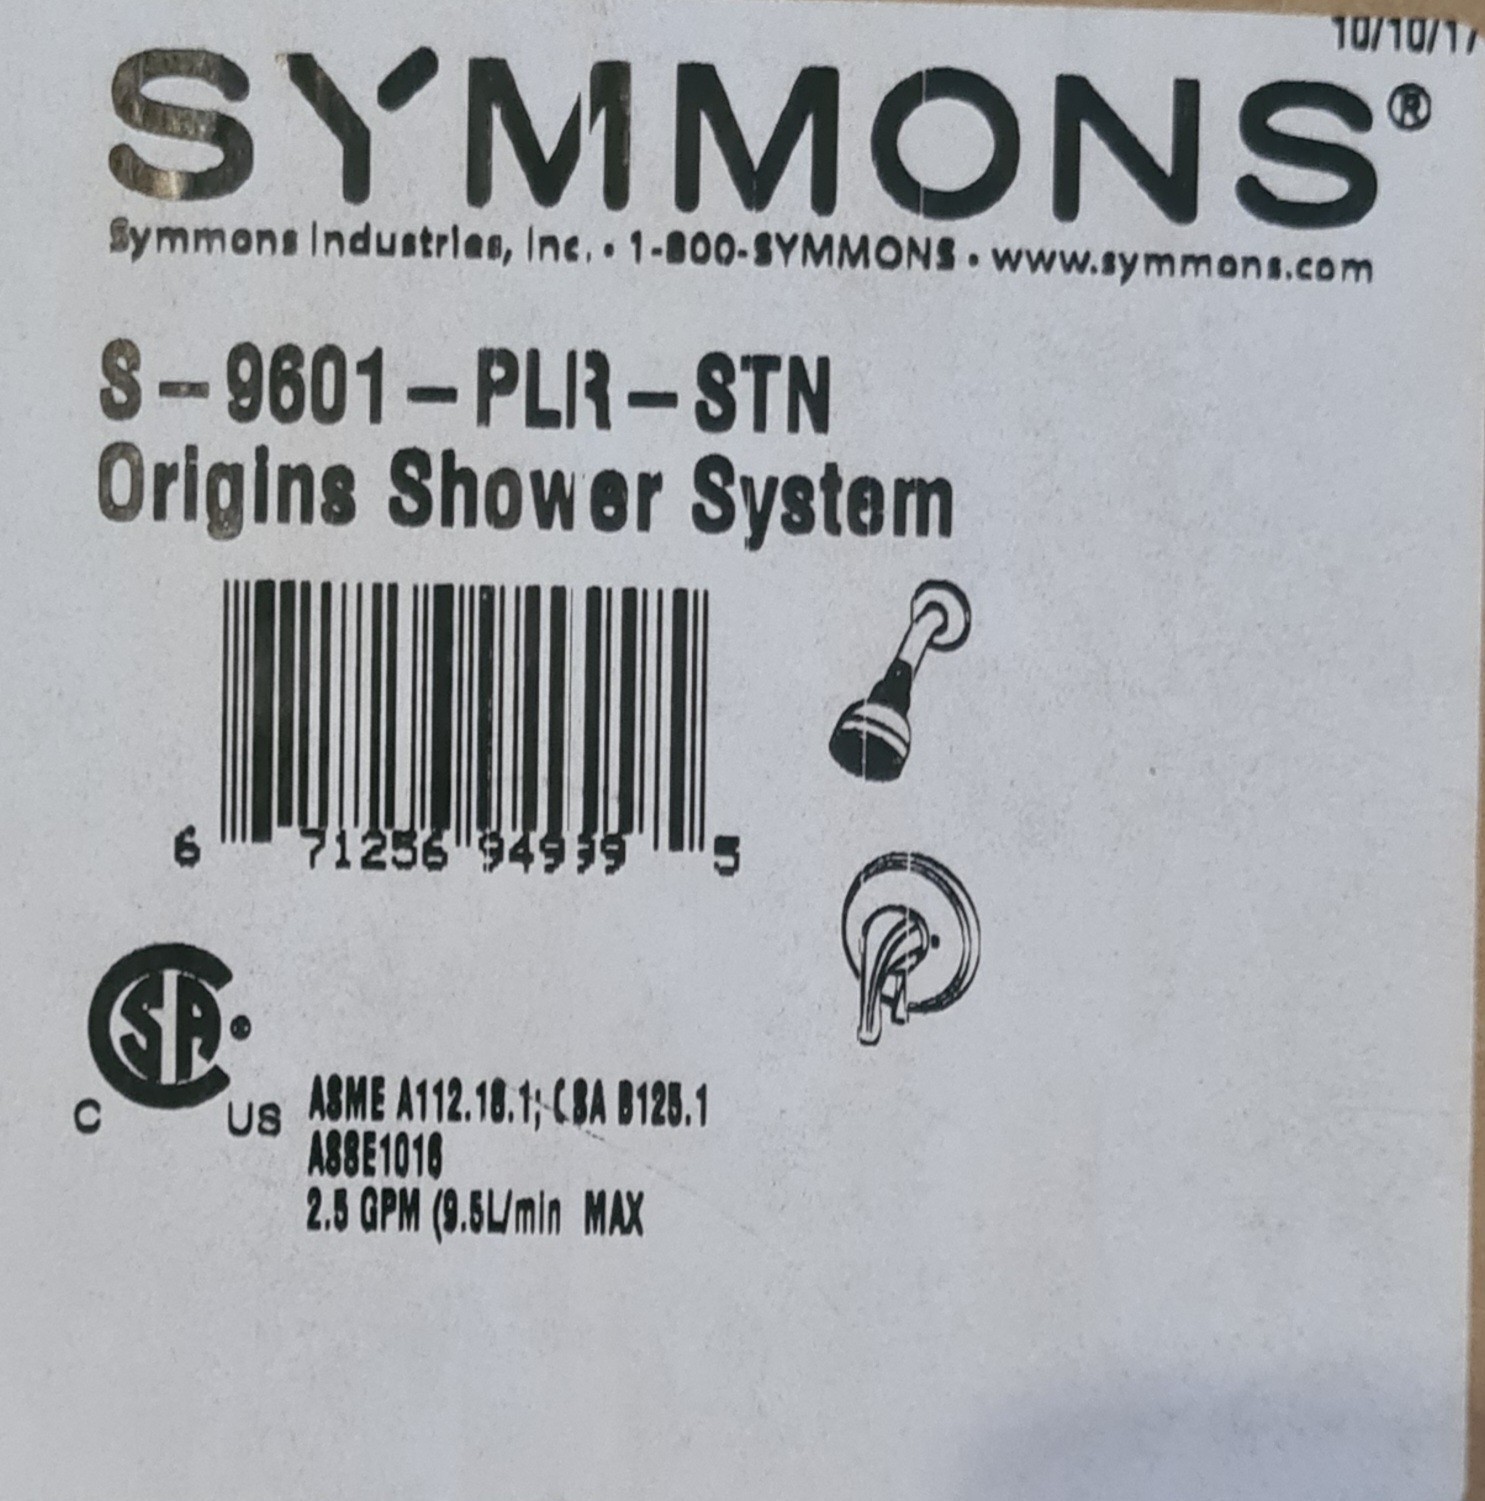 10/10/17
SYMMONS®
Symmons Industries, Inc. • 1-800-SYMMONS • www.symmons.com
S-9601-PLR-STN
Origins Shower System
6 71256 94939 5
CSA®
C US
ASME A112.18.1; CSA B125.1
ASSE1016
2.5 GPM (9.5L/min MAX